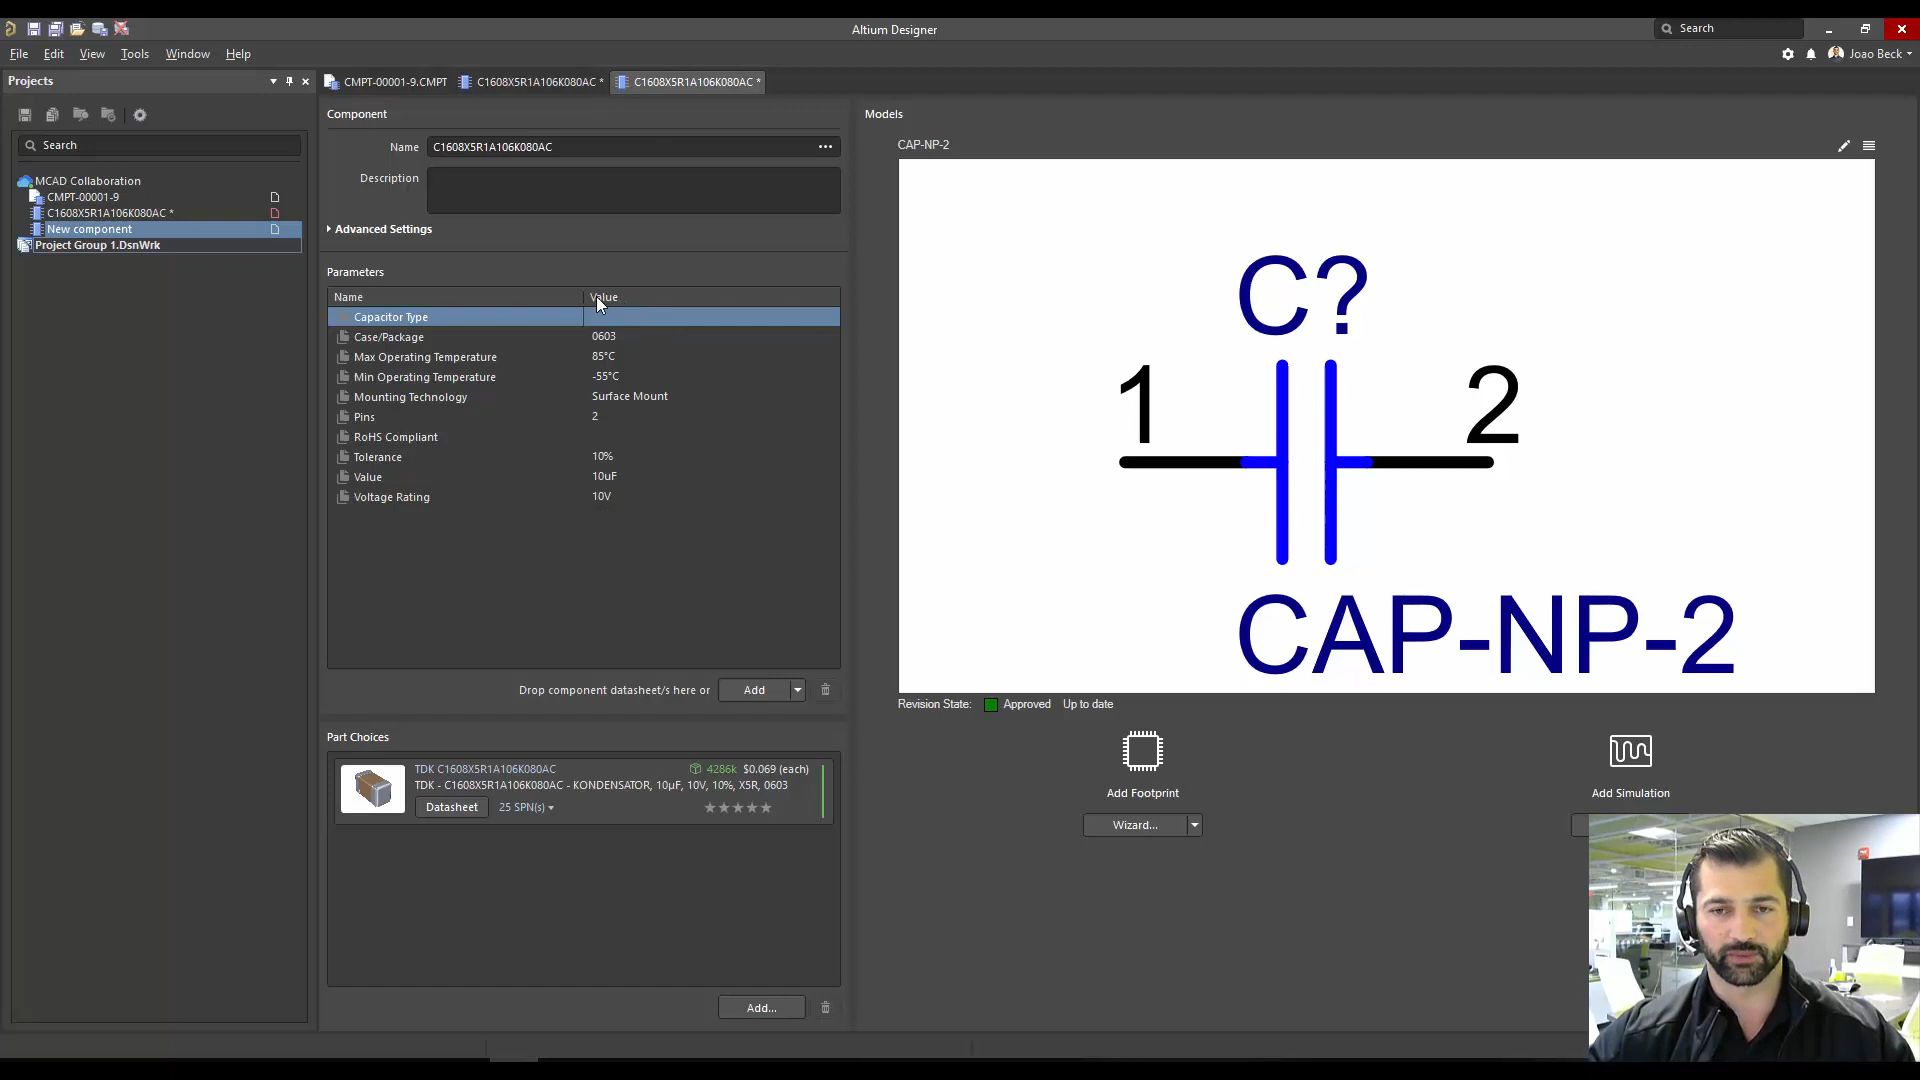 Altium Designer
Search
File Edit View Tools Window Help
Joao Beck
Projects
CMPT-00001-9.CMPT
C1608X5R1A106K080AC *
C1608X5R1A106K080AC *
Search
MCAD Collaboration
CMPT-00001-9
C1608X5R1A106K080AC *
New component
Project Group 1.DsnWrk
Component
Name C1608X5R1A106K080AC
Description
Advanced Settings
Parameters
Name Value
Capacitor Type
Case/Package 0603
Max Operating Temperature 85°C
Min Operating Temperature -55°C
Mounting Technology Surface Mount
Pins 2
RoHS Compliant
Tolerance 10%
Value 10uF
Voltage Rating 10V
Drop component datasheet/s here or Add
Part Choices
TDK C1608X5R1A106K080AC 4286k $0.069 (each)
TDK - C1608X5R1A106K080AC - KONDENSATOR, 10µF, 10V, 10%, X5R, 0603
Datasheet 25 SPN(s)
Add...
Models
CAP-NP-2
C?
1 2
CAP-NP-2
Revision State: Approved Up to date
Add Footprint
Wizard...
Add Simulation